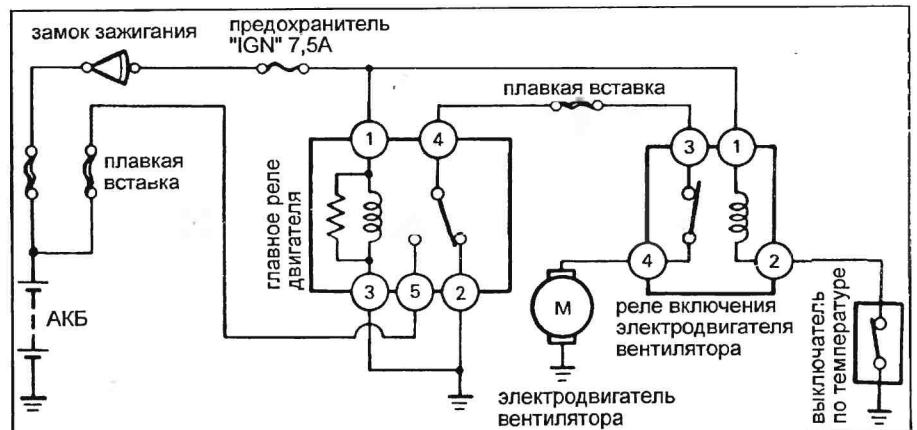 замок зажигания
предохранитель
"IGN" 7,5А
плавкая вставка
1
4
3
1
плавкая
вставка
главное реле
двигателя
3
5
2
4
2
АКБ
М
реле включения
электродвигателя
вентилятора
электродвигатель
вентилятора
выключатель
по температуре